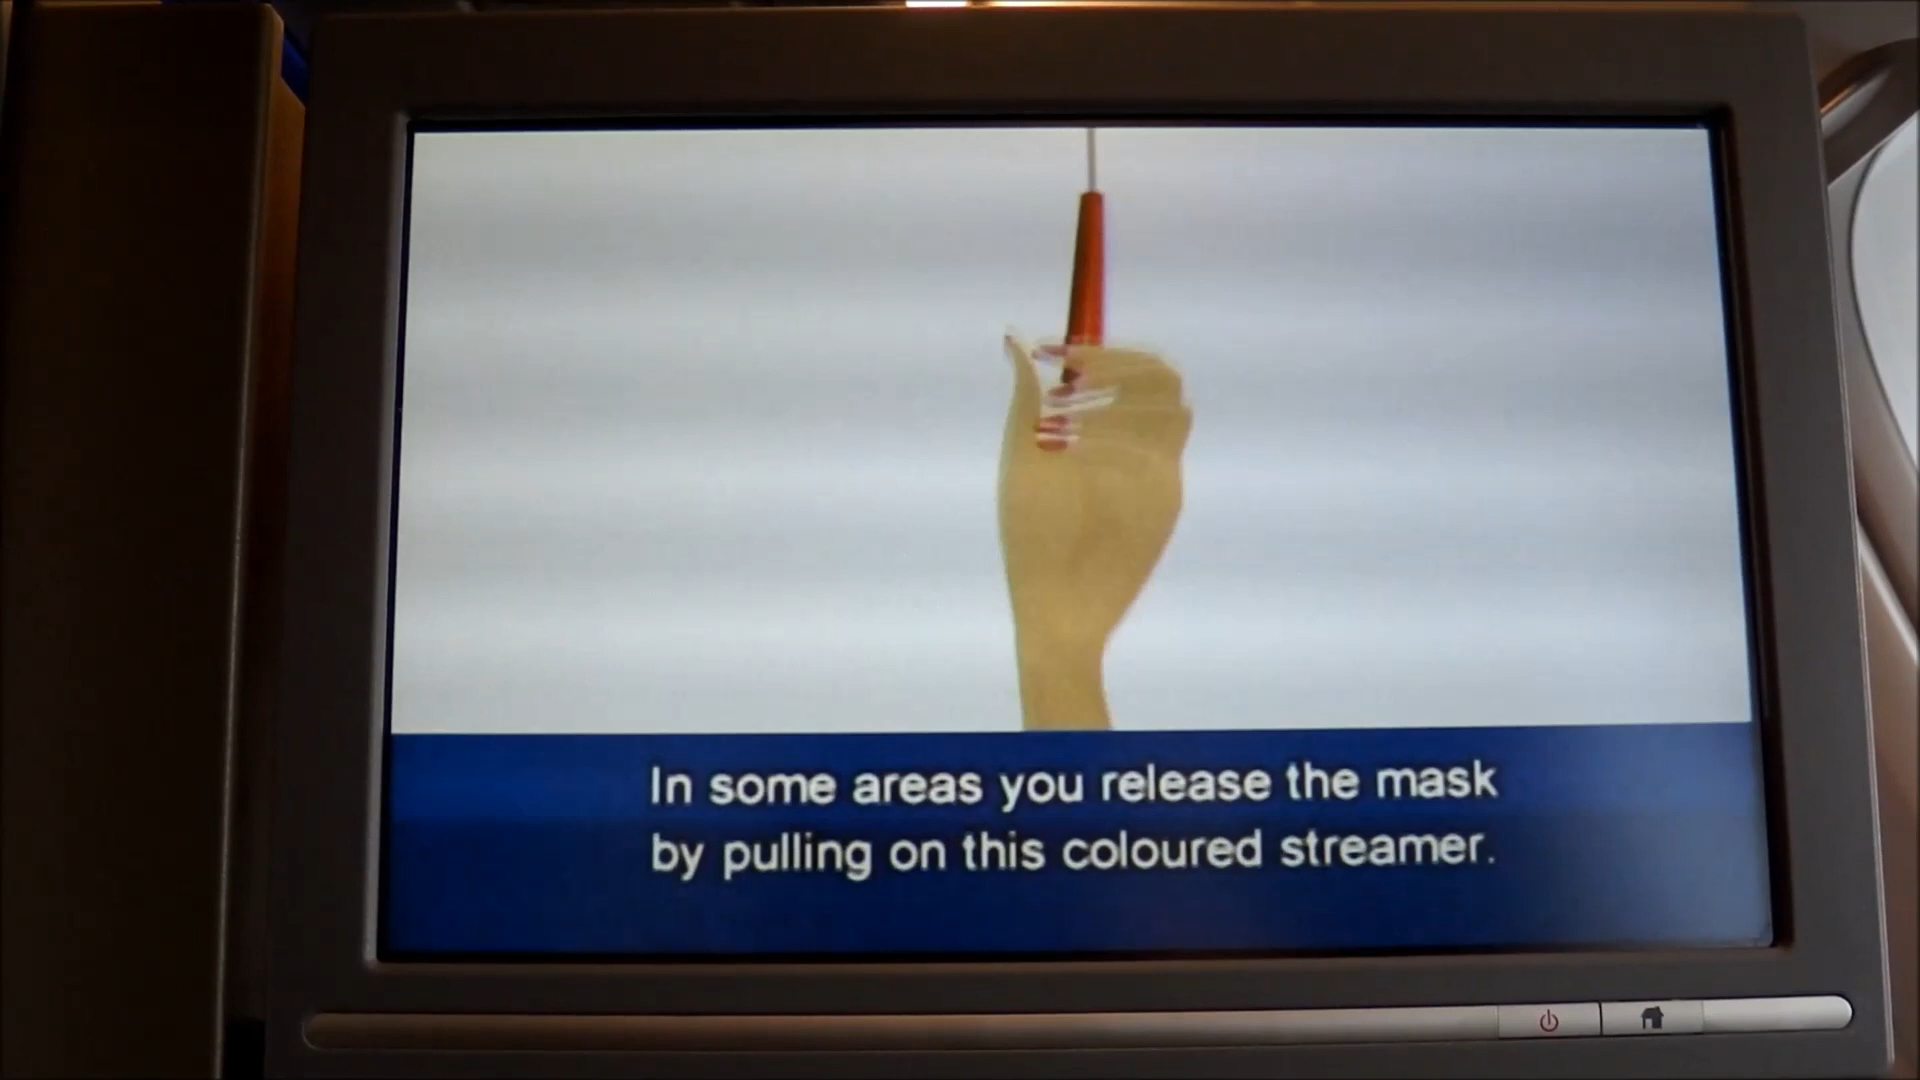 In some areas you release the mask
by pulling on this coloured streamer.